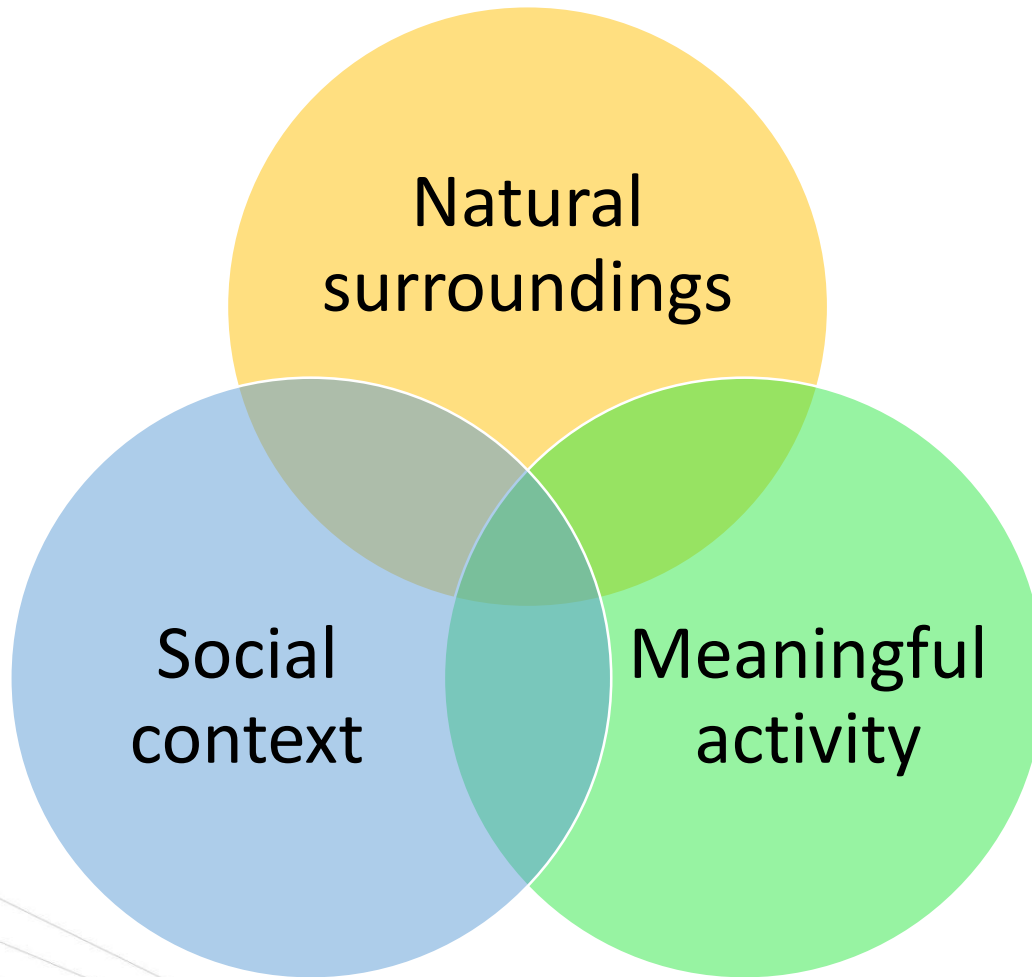 Natural
surroundings
Social
context
Meaningful
activity